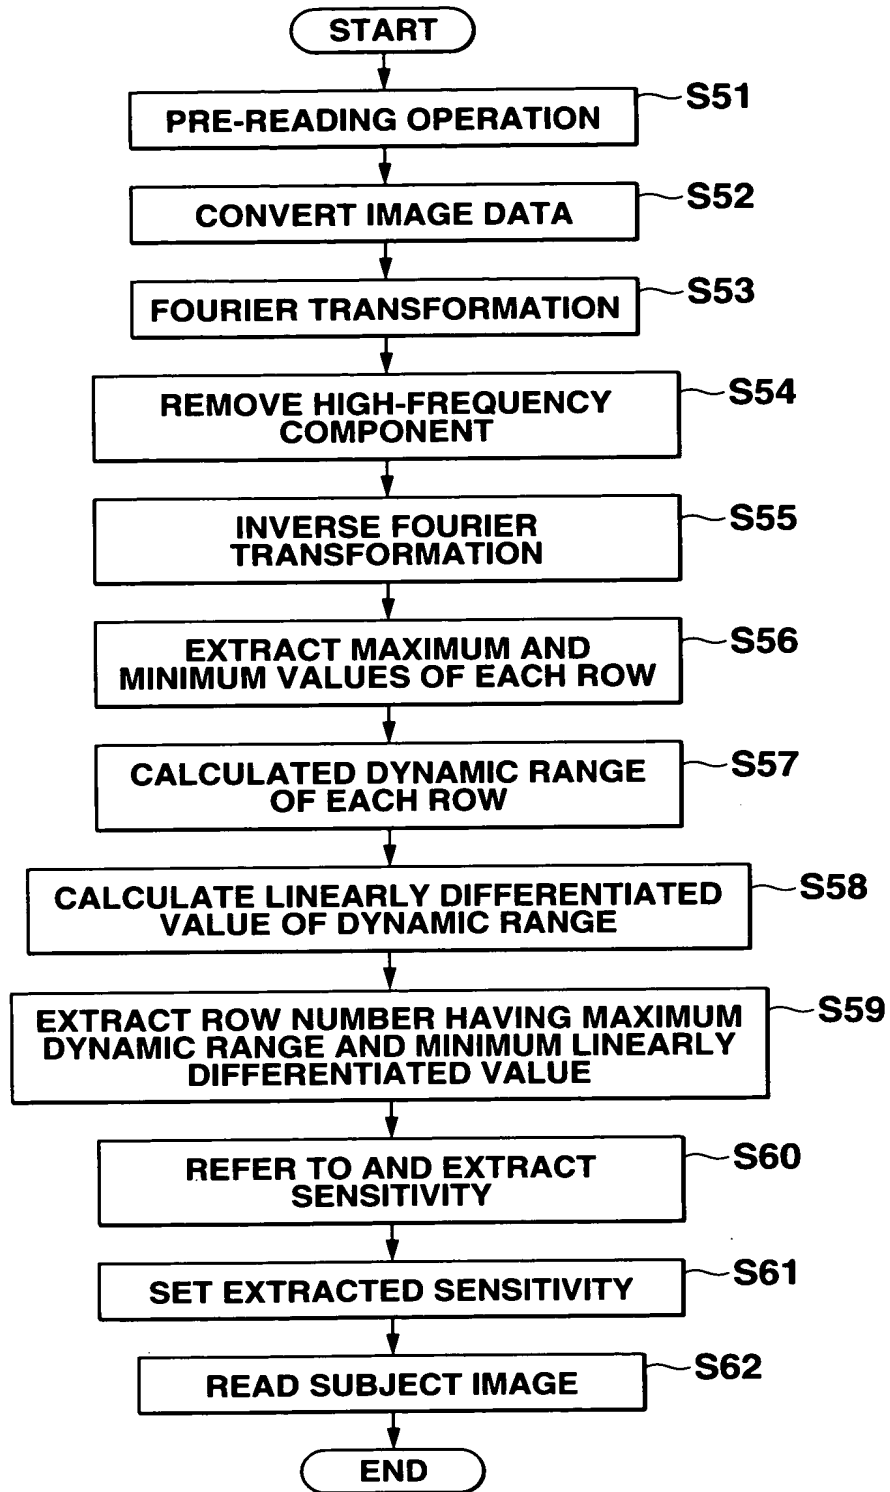 START
S51
PRE-READING OPERATION
S52
CONVERT IMAGE DATA
S53
FOURIER TRANSFORMATION
S54
REMOVE HIGH-FREQUENCY
COMPONENT
S55
INVERSE FOURIER
TRANSFORMATION
S56
EXTRACT MAXIMUM AND
MINIMUM VALUES OF EACH ROW
S57
CALCULATED DYNAMIC RANGE
OF EACH ROW
S58
CALCULATE LINEARLY DIFFERENTIATED
VALUE OF DYNAMIC RANGE
S59
EXTRACT ROW NUMBER HAVING MAXIMUM
DYNAMIC RANGE AND MINIMUM LINEARLY
DIFFERENTIATED VALUE
S60
REFER TO AND EXTRACT
SENSITIVITY
S61
SET EXTRACTED SENSITIVITY
S62
READ SUBJECT IMAGE
END